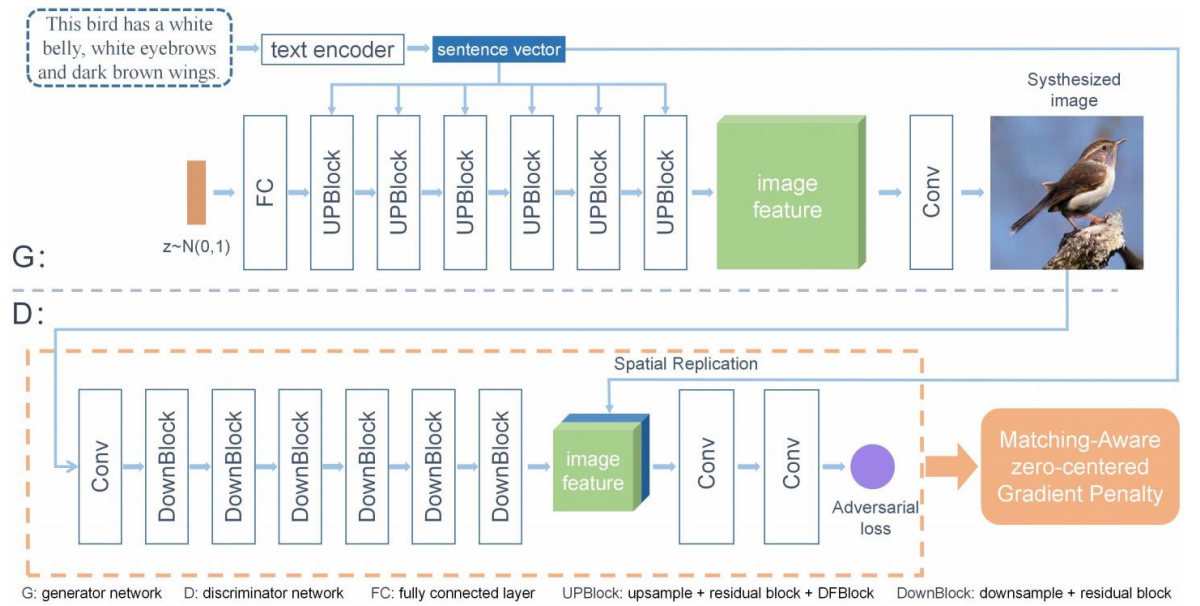 This bird has a white
belly, white eyebrows
and dark brown wings.
text encoder
sentence vector
Systhesized
image
FC
UPBlock
UPBlock
UPBlock
UPBlock
UPBlock
UPBlock
image
feature
Conv
z~N(0,1)
G:
D:
Spatial Replication
Conv
DownBlock
DownBlock
DownBlock
DownBlock
DownBlock
DownBlock
image
feature
Conv
Conv
Adversarial
loss
Matching-Aware
zero-centered
Gradient Penalty
G: generator network D: discriminator network FC: fully connected layer UPBlock: upsample + residual block + DFBlock DownBlock: downsample + residual block